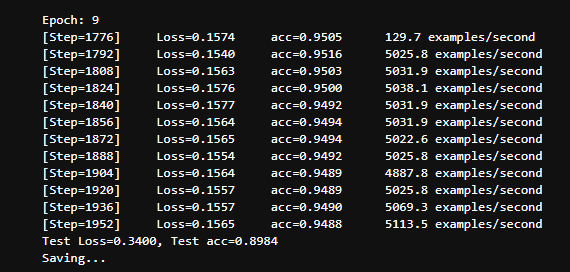 Epoch: 9
[Step=1776]     Loss=0.1574     acc=0.9505      129.7 examples/second
[Step=1792]     Loss=0.1540     acc=0.9516      5025.8 examples/second
[Step=1808]     Loss=0.1563     acc=0.9503      5031.9 examples/second
[Step=1824]     Loss=0.1576     acc=0.9500      5038.1 examples/second
[Step=1840]     Loss=0.1577     acc=0.9492      5031.9 examples/second
[Step=1856]     Loss=0.1564     acc=0.9494      5031.9 examples/second
[Step=1872]     Loss=0.1565     acc=0.9494      5022.6 examples/second
[Step=1888]     Loss=0.1554     acc=0.9492      5025.8 examples/second
[Step=1904]     Loss=0.1564     acc=0.9489      4887.8 examples/second
[Step=1920]     Loss=0.1557     acc=0.9489      5025.8 examples/second
[Step=1936]     Loss=0.1557     acc=0.9490      5069.3 examples/second
[Step=1952]     Loss=0.1565     acc=0.9488      5113.5 examples/second
Test Loss=0.3400, Test acc=0.8984
Saving...